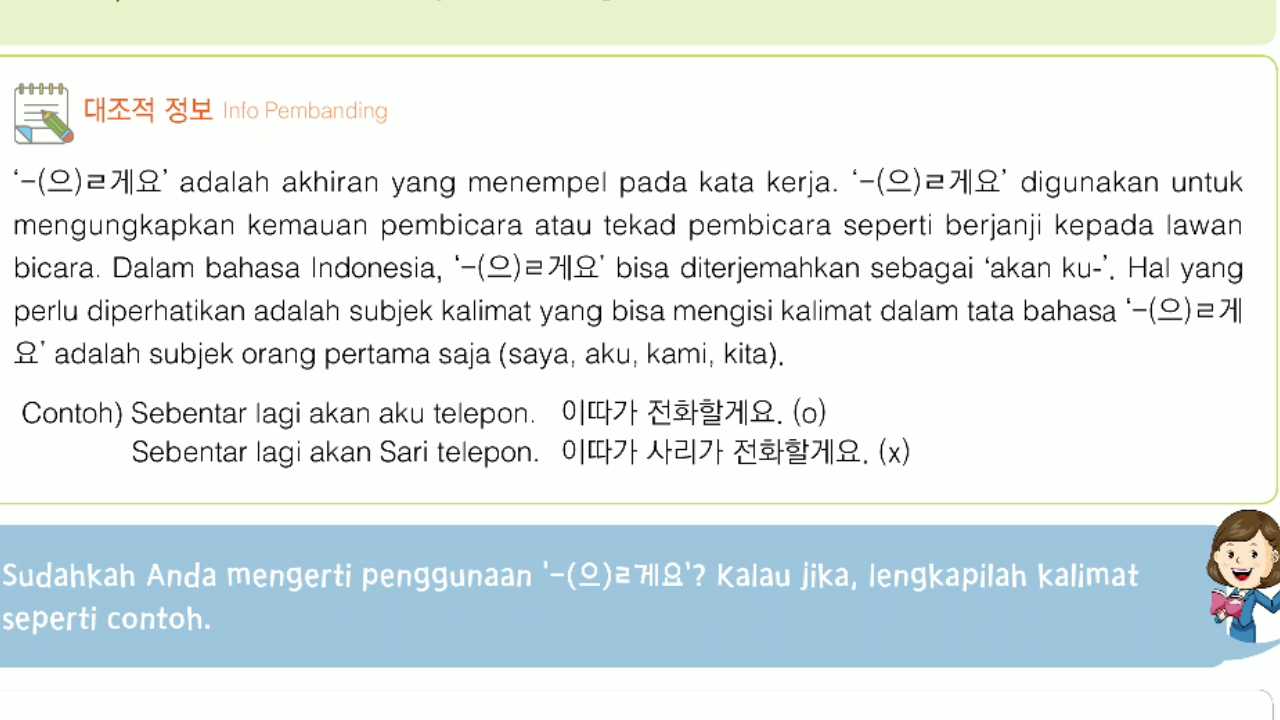 대조적 정보 Info Pembanding
‘-(으)ㄹ게요’ adalah akhiran yang menempel pada kata kerja. ‘-(으)ㄹ게요’ digunakan untuk
mengungkapkan kemauan pembicara atau tekad pembicara seperti berjanji kepada lawan
bicara. Dalam bahasa Indonesia, ‘-(으)ㄹ게요’ bisa diterjemahkan sebagai ‘akan ku-’. Hal yang
perlu diperhatikan adalah subjek kalimat yang bisa mengisi kalimat dalam tata bahasa ‘-(으)ㄹ게
요’ adalah subjek orang pertama saja (saya, aku, kami, kita).
Contoh) Sebentar lagi akan aku telepon. 이따가 전화할게요. (o)
Sebentar lagi akan Sari telepon. 이따가 사리가 전화할게요. (x)
Sudahkah Anda mengerti penggunaan '-(으)ㄹ게요'? Kalau jika, lengkapilah kalimat
seperti contoh.